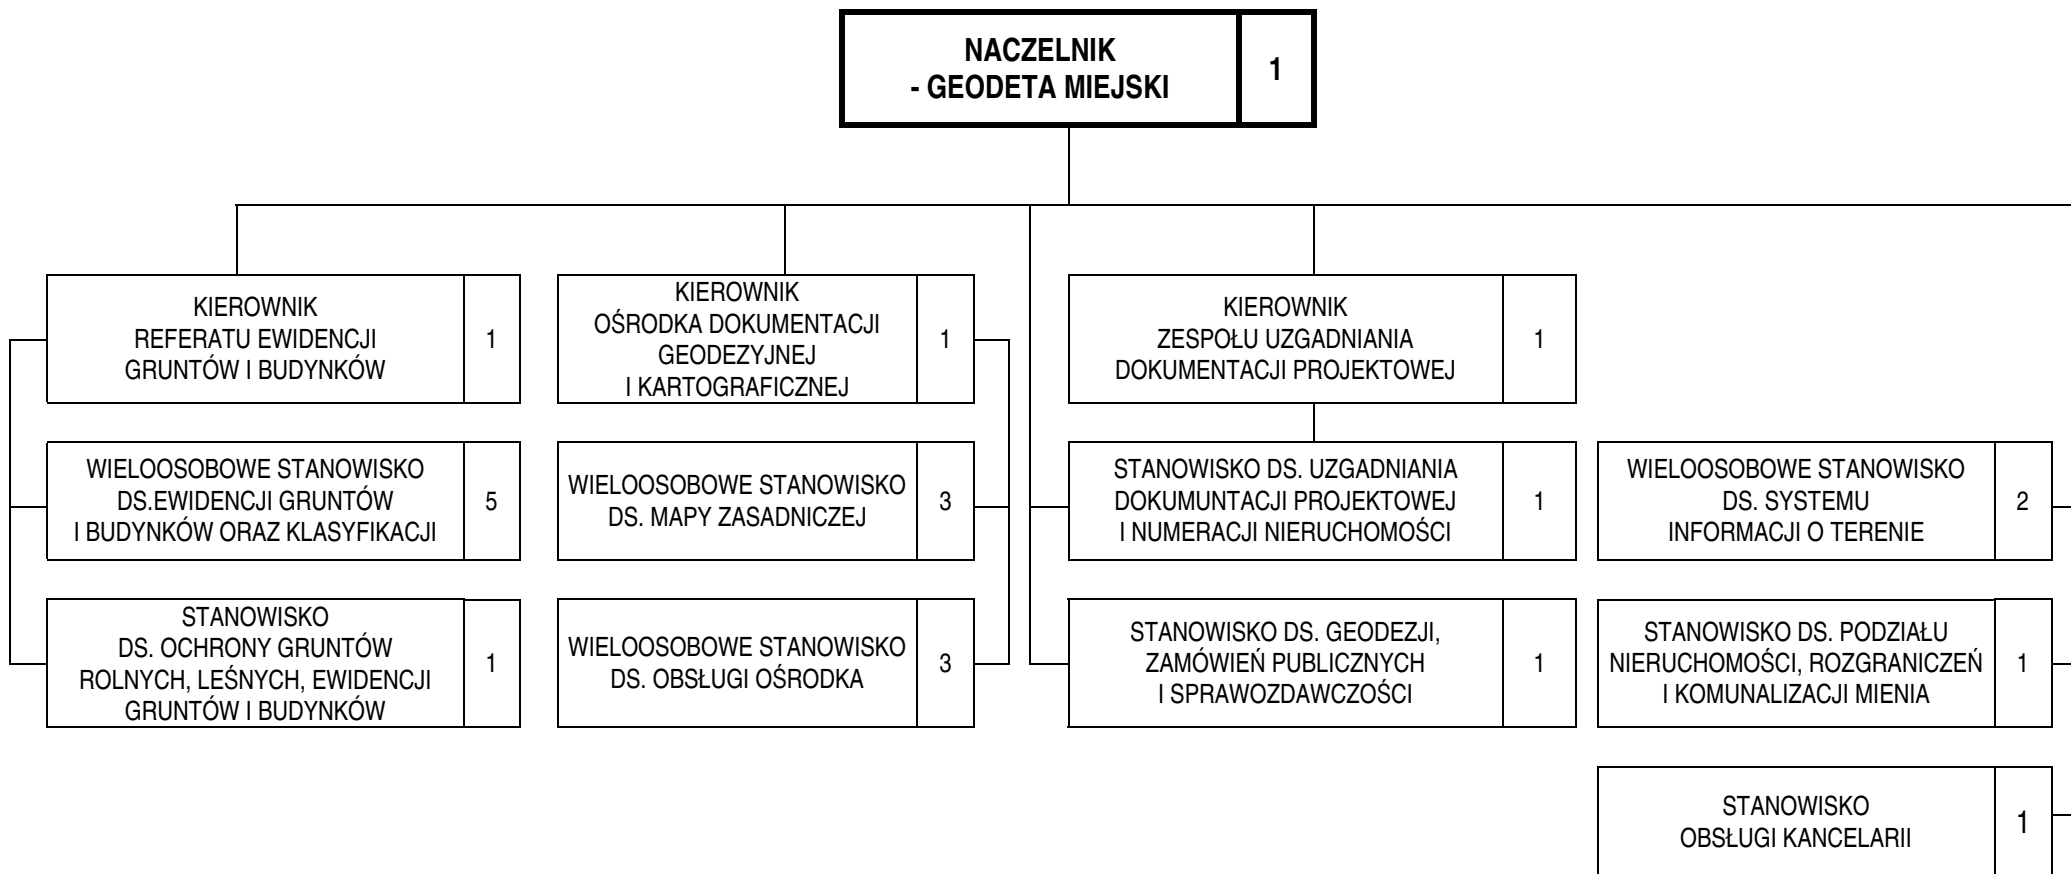 NACZELNIK
- GEODETA MIEJSKI
1
KIEROWNIK
REFERATU EWIDENCJI
GRUNTÓW I BUDYNKÓW
1
KIEROWNIK
OŚRODKA DOKUMENTACJI
GEODEZYJNEJ
I KARTOGRAFICZNEJ
1
KIEROWNIK
ZESPOŁU UZGADNIANIA
DOKUMENTACJI PROJEKTOWEJ
1
WIELOOSOBOWE STANOWISKO
DS.EWIDENCJI GRUNTÓW
I BUDYNKÓW ORAZ KLASYFIKACJI
5
WIELOOSOBOWE STANOWISKO
DS. MAPY ZASADNICZEJ
3
STANOWISKO DS. UZGADNIANIA
DOKUMUNTACJI PROJEKTOWEJ
I NUMERACJI NIERUCHOMOŚCI
1
WIELOOSOBOWE STANOWISKO
DS. SYSTEMU
INFORMACJI O TERENIE
2
STANOWISKO
DS. OCHRONY GRUNTÓW
ROLNYCH, LEŚNYCH, EWIDENCJI
GRUNTÓW I BUDYNKÓW
1
WIELOOSOBOWE STANOWISKO
DS. OBSŁUGI OŚRODKA
3
STANOWISKO DS. GEODEZJI,
ZAMÓWIEŃ PUBLICZNYCH
I SPRAWOZDAWCZOŚCI
1
STANOWISKO DS. PODZIAŁU
NIERUCHOMOŚCI, ROZGRANICZEŃ
I KOMUNALIZACJI MIENIA
1
STANOWISKO
OBSŁUGI KANCELARII
1